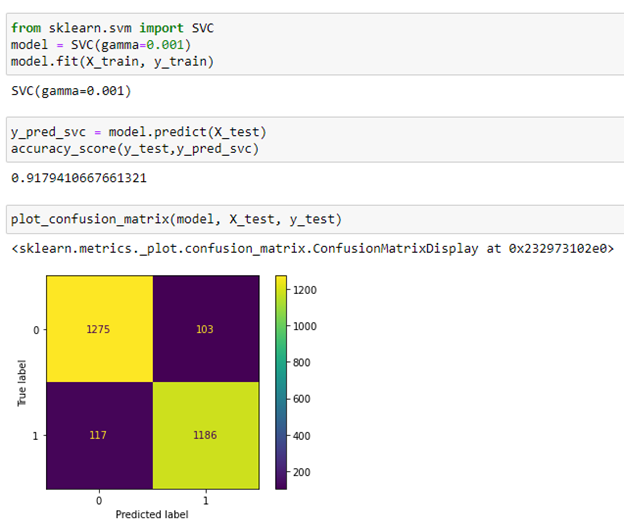 from sklearn.svm import SVC
model = SVC(gamma=0.001)
model.fit(X_train, y_train)
SVC(gamma=0.001)
y_pred_svc = model.predict(X_test)
accuracy_score(y_test,y_pred_svc)
0.9179410667661321
plot_confusion_matrix(model, X_test, y_test)
<sklearn.metrics._plot.confusion_matrix.ConfusionMatrixDisplay at 0x232973102e0>
1200
1000
800
600
400
200
0
1275
103
True label
1
117
1186
0
1
Predicted label